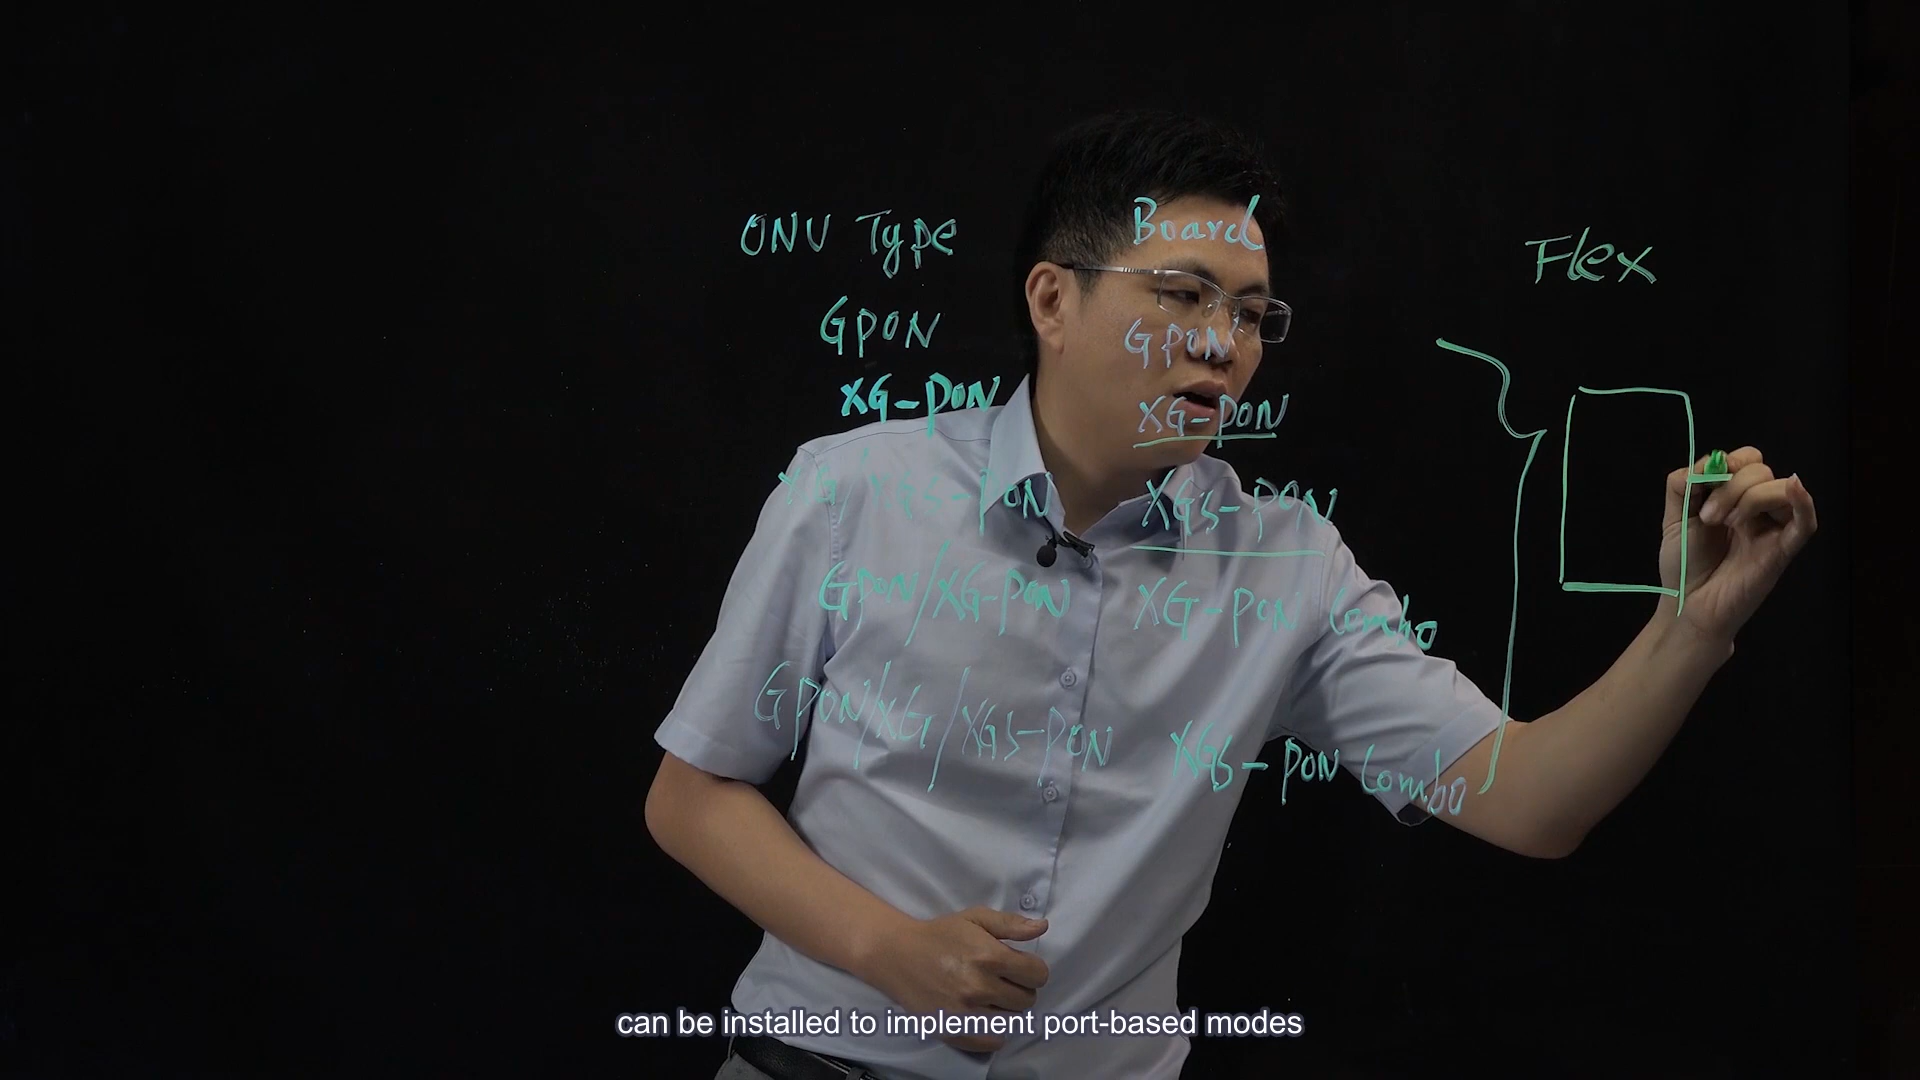 ONU Type Board Flex
GPON GPON
XG-PON XG-PON
XG/XGS-PON XGS-PON
GPON/XG-PON XG-PON Combo
GPON/XG/XGS-PON XGS-PON Combo
can be installed to implement port-based modes